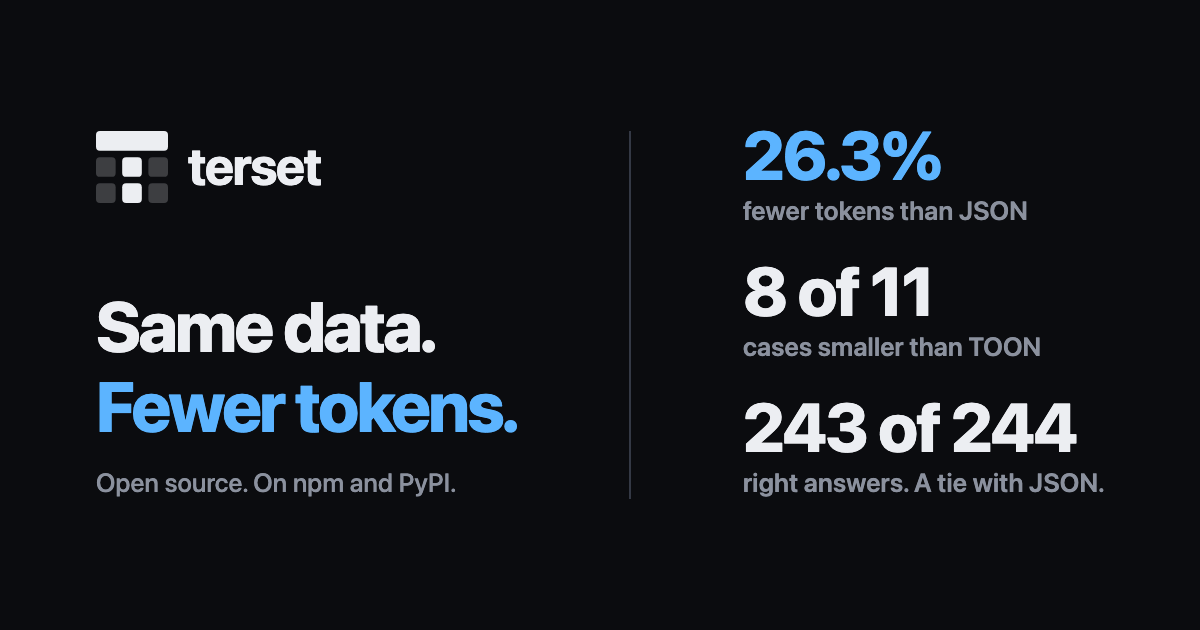 terset
Same data.
Fewer tokens.
Open source. On npm and PyPI.
26.3%
fewer tokens than JSON
8 of 11
cases smaller than TOON
243 of 244
right answers. A tie with JSON.